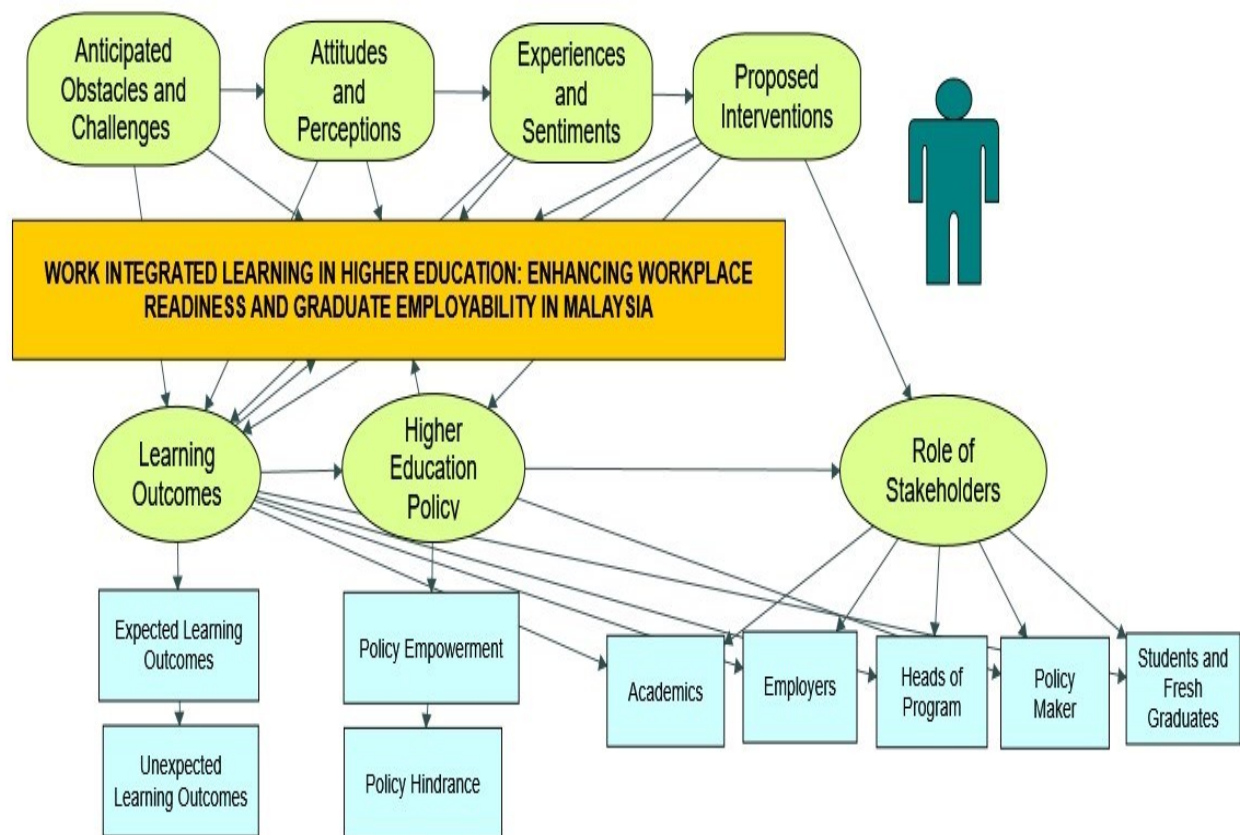 Anticipated
Obstacles and
Challenges
Attitudes
and
Perceptions
Experiences
and
Sentiments
Proposed
Interventions
WORK INTEGRATED LEARNING IN HIGHER EDUCATION: ENHANCING WORKPLACE
READINESS AND GRADUATE EMPLOYABILITY IN MALAYSIA
Learning
Outcomes
Higher
Education
Policy
Role of
Stakeholders
Expected Learning
Outcomes
Policy Empowerment
Academics
Employers
Heads of
Program
Policy
Maker
Students and
Fresh
Graduates
Unexpected
Learning Outcomes
Policy Hindrance